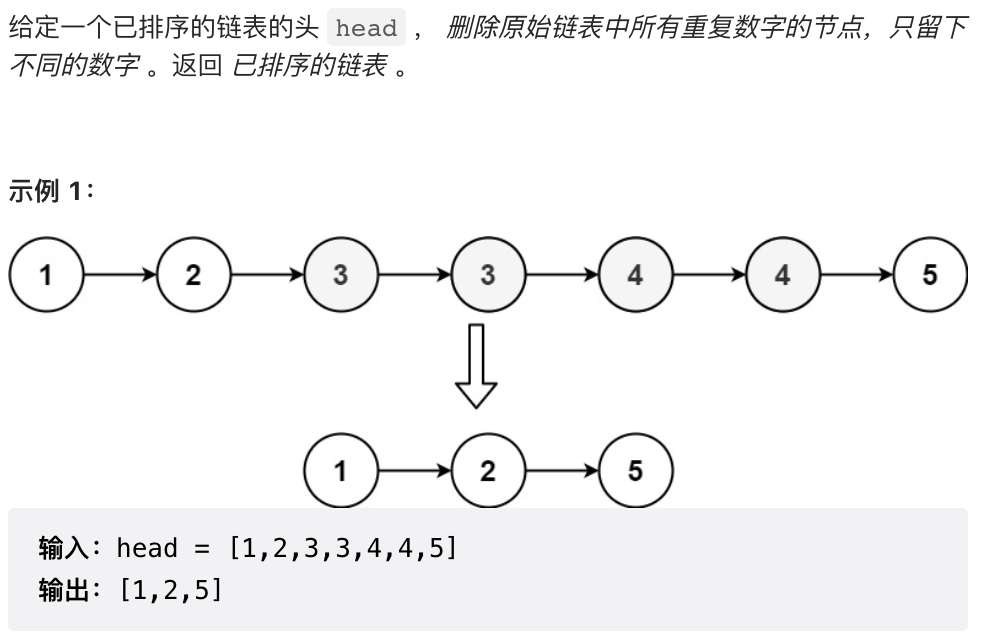 给定一个已排序的链表的头 head ， 删除原始链表中所有重复数字的节点，只留下
不同的数字 。返回 已排序的链表 。
示例 1：
1 2 3 3 4 4 5
1 2 5
输入：head = [1,2,3,3,4,4,5]
输出：[1,2,5]